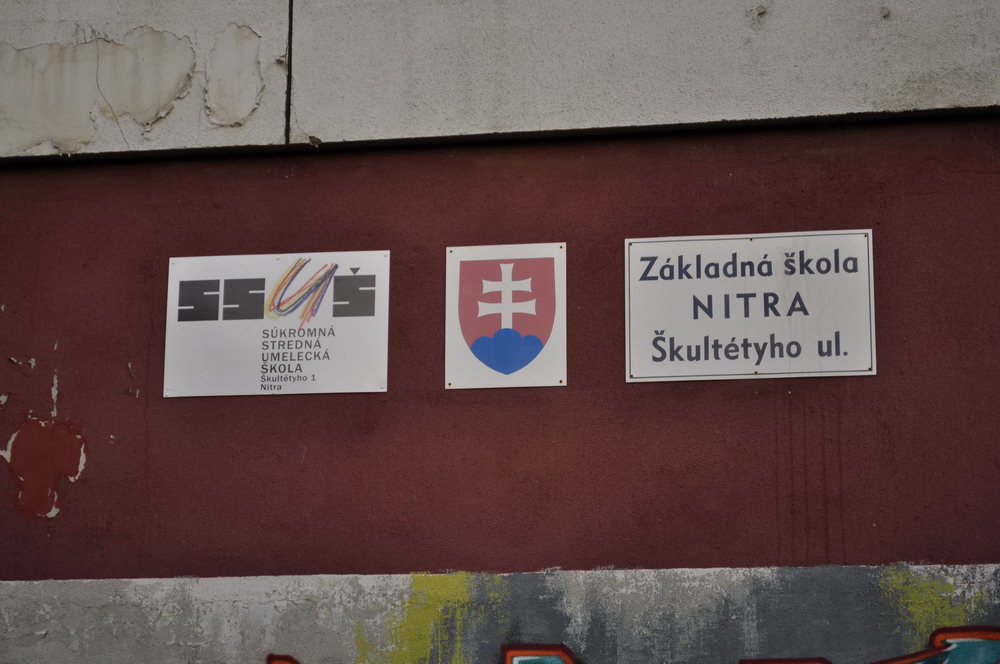 SSUŠ
SÚKROMNÁ
STREDNÁ
UMELECKÁ
ŠKOLA
Škultétyho 1
Nitra
Základná škola
NITRA
Škultétyho ul.